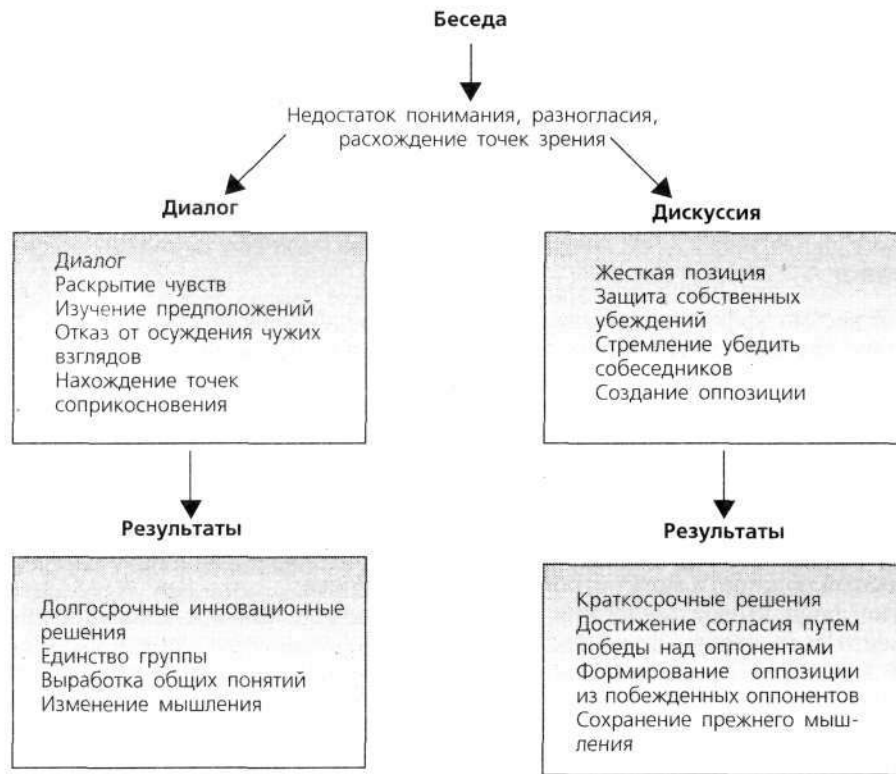 Беседа
Недостаток понимания, разногласия,
расхождение точек зрения
Диалог
Диалог
Раскрытие чувств
Изучение предположений
Отказ от осуждения чужих
взглядов
Нахождение точек
соприкосновения
Результаты
Долгосрочные инновационные
решения
Единство группы
Выработка общих понятий
Изменение мышления
Дискуссия
Жесткая позиция
Защита собственных
убеждений
Стремление убедить
собеседников
Создание оппозиции
Результаты
Краткосрочные решения
Достижение согласия путем
победы над оппонентами
Формирование оппозиции
из побежденных оппонентов
Сохранение прежнего мыш-
ления